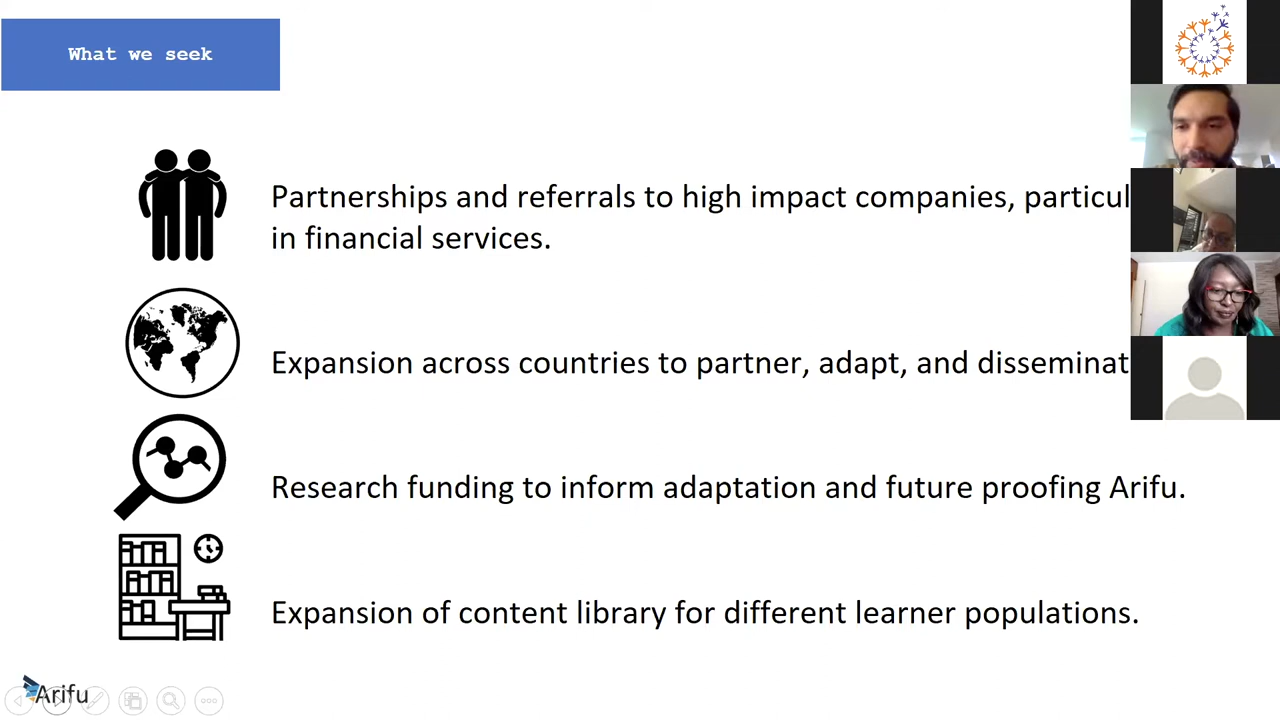 What we seek
Partnerships and referrals to high impact companies,
in financial services.
Expansion across countries to partner, adapt, and
Research funding to inform adaptation and future proofing Arifu.
Expansion of content library for different learner populations.
Arifu